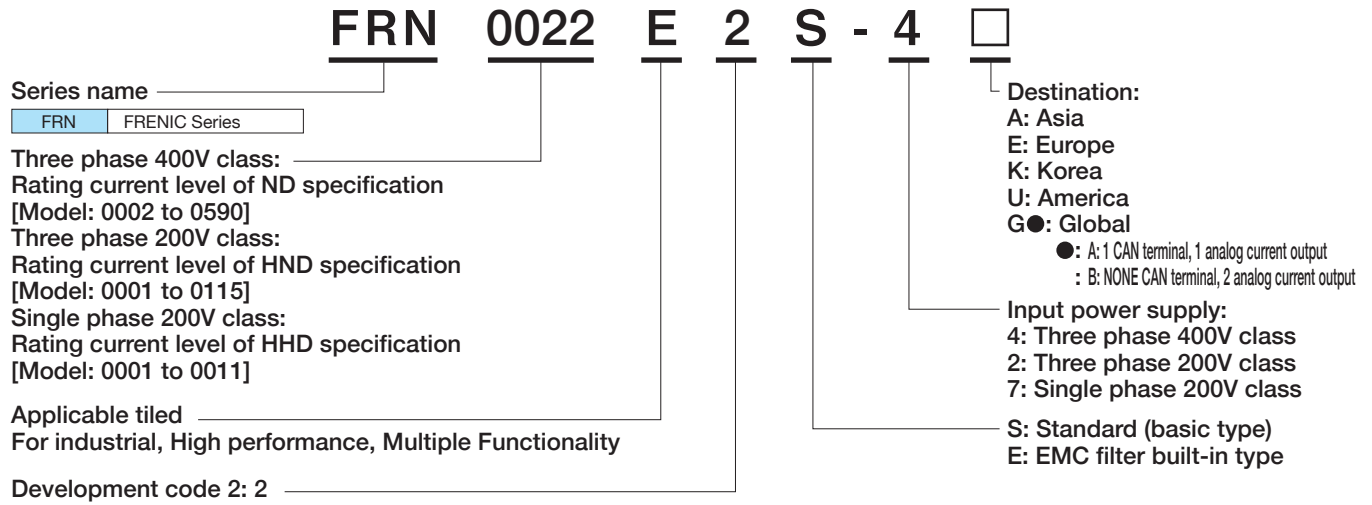 FRN 0022 E 2 S - 4 □
Series name
FRN FRENIC Series
Three phase 400V class:
Rating current level of ND specification
[Model: 0002 to 0590]
Three phase 200V class:
Rating current level of HND specification
[Model: 0001 to 0115]
Single phase 200V class:
Rating current level of HHD specification
[Model: 0001 to 0011]
Applicable tiled
For industrial, High performance, Multiple Functionality
Development code 2: 2
Destination:
A: Asia
E: Europe
K: Korea
U: America
G●: Global
●: A: 1 CAN terminal, 1 analog current output
: B: NONE CAN terminal, 2 analog current output
Input power supply:
4: Three phase 400V class
2: Three phase 200V class
7: Single phase 200V class
S: Standard (basic type)
E: EMC filter built-in type